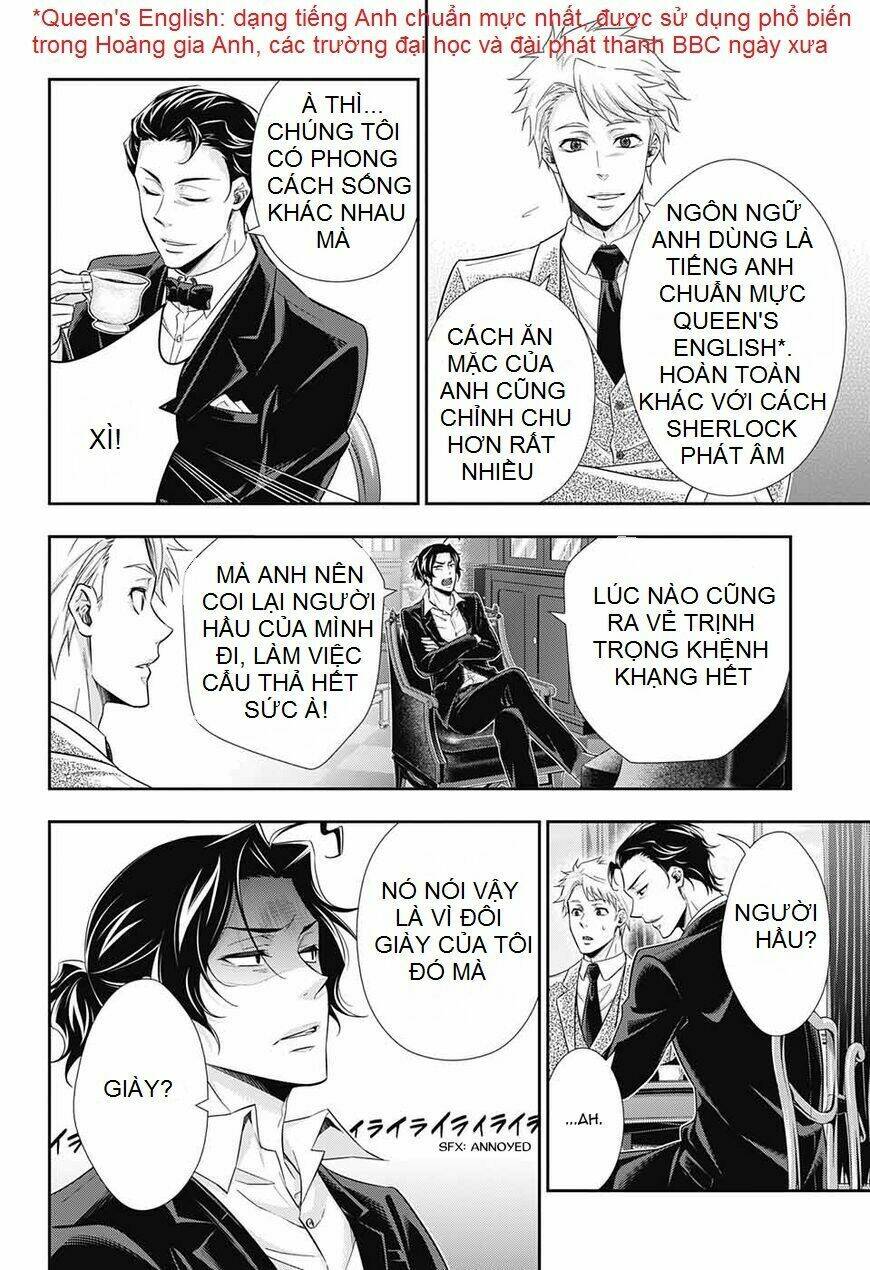 *Queen's English: dạng tiếng Anh chuẩn mực nhất, được sử dụng phổ biến
trong Hoàng gia Anh, các trường đại học và đài phát thanh BBC ngày xưa
NGÔN NGỮ
ANH DÙNG LÀ
TIẾNG ANH
CHUẨN MỰC
QUEEN'S
ENGLISH*.
HOÀN TOÀN
KHÁC VỚI CÁCH
SHERLOCK
PHÁT ÂM
CÁCH ĂN
MẶC CỦA
ANH CŨNG
CHỈNH CHU
HƠN RẤT
NHIỀU
À THÌ...
CHÚNG TÔI
CÓ PHONG
CÁCH SỐNG
KHÁC NHAU
MÀ
XÌ!
LÚC NÀO CŨNG
RA VẺ TRỊNH
TRỌNG KHỆNH
KHẠNG HẾT
MÀ ANH NÊN
COI LẠI NGƯỜI
HẦU CỦA MÌNH
ĐI, LÀM VIỆC
CẨU THẢ HẾT
SỨC À!
NGƯỜI
HẦU?
...AH.
NÓ NÓI VẬY
LÀ VÌ ĐÔI
GIÀY CỦA TÔI
ĐÓ MÀ
GIÀY?
イライライライライラ
SFX: ANNOYED